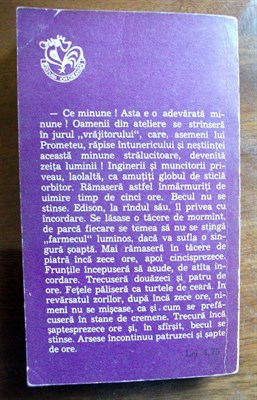 — Ce minune ! Asta e o adevărată mi-
nune ! Oamenii din ateliere se strînseră
în jurul „vrăjitorului", care, asemeni lui
Prometeu, răpise întunericului și neștiinței
această minune strălucitoare, devenită
zeița luminii ! Inginerii și muncitorii pri-
veau, laolaltă, ca amuțiți globul de sticlă
orbitor. Rămaseră astfel înmărmuriți de
uimire timp de cinci ore. Becul nu se
stinse. Edison, la rîndul său, îl privea cu
încordare. Se lăsase o tăcere de mormînt,
de parcă fiecare se temea să nu se stingă
„farmecul" luminos, dacă va sufla o sin-
gură șoaptă. Mai rămaseră în tăcere de
piatră încă zece ore, apoi cincisprezece.
Frunțile începuseră să asude, de atîta în-
cordare. Trecuseră douăzeci și patru de
ore. Fețele păliseră ca turtele de ceară. În
revărsatul zorilor, după încă zece ore, ni-
meni nu se mișcase, ca și cum se prefă-
cuseră în stane de cremene. Trecură încă
șaptesprezece ore și, în sfîrșit, becul se
stinse. Arsese încontinuu patruzeci și șapte
de ore.
Lei